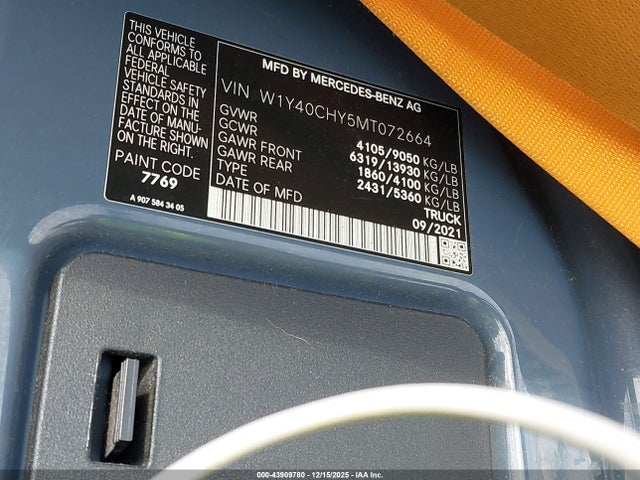 THIS VEHICLE CONFORMS
TO ALL APPLICABLE
FEDERAL
VEHICLE SAFETY
STANDARDS IN
EFFECT ON THE
DATE OF MANU-
FACTURE SHOWN
ON THE RIGHT.
PAINT CODE
7769
A 907 584 34 05
MFD BY MERCEDES-BENZ AG
VIN W1Y40CHY5MT072664
GVWR 4105/9050 KG/LB
GCWR 6319/13930 KG/LB
GAWR FRONT 1860/4100 KG/LB
GAWR REAR 2431/5360 KG/LB
TYPE TRUCK
DATE OF MFD 09/2021
000-43909780 - 12/15/2025 - IAA Inc.